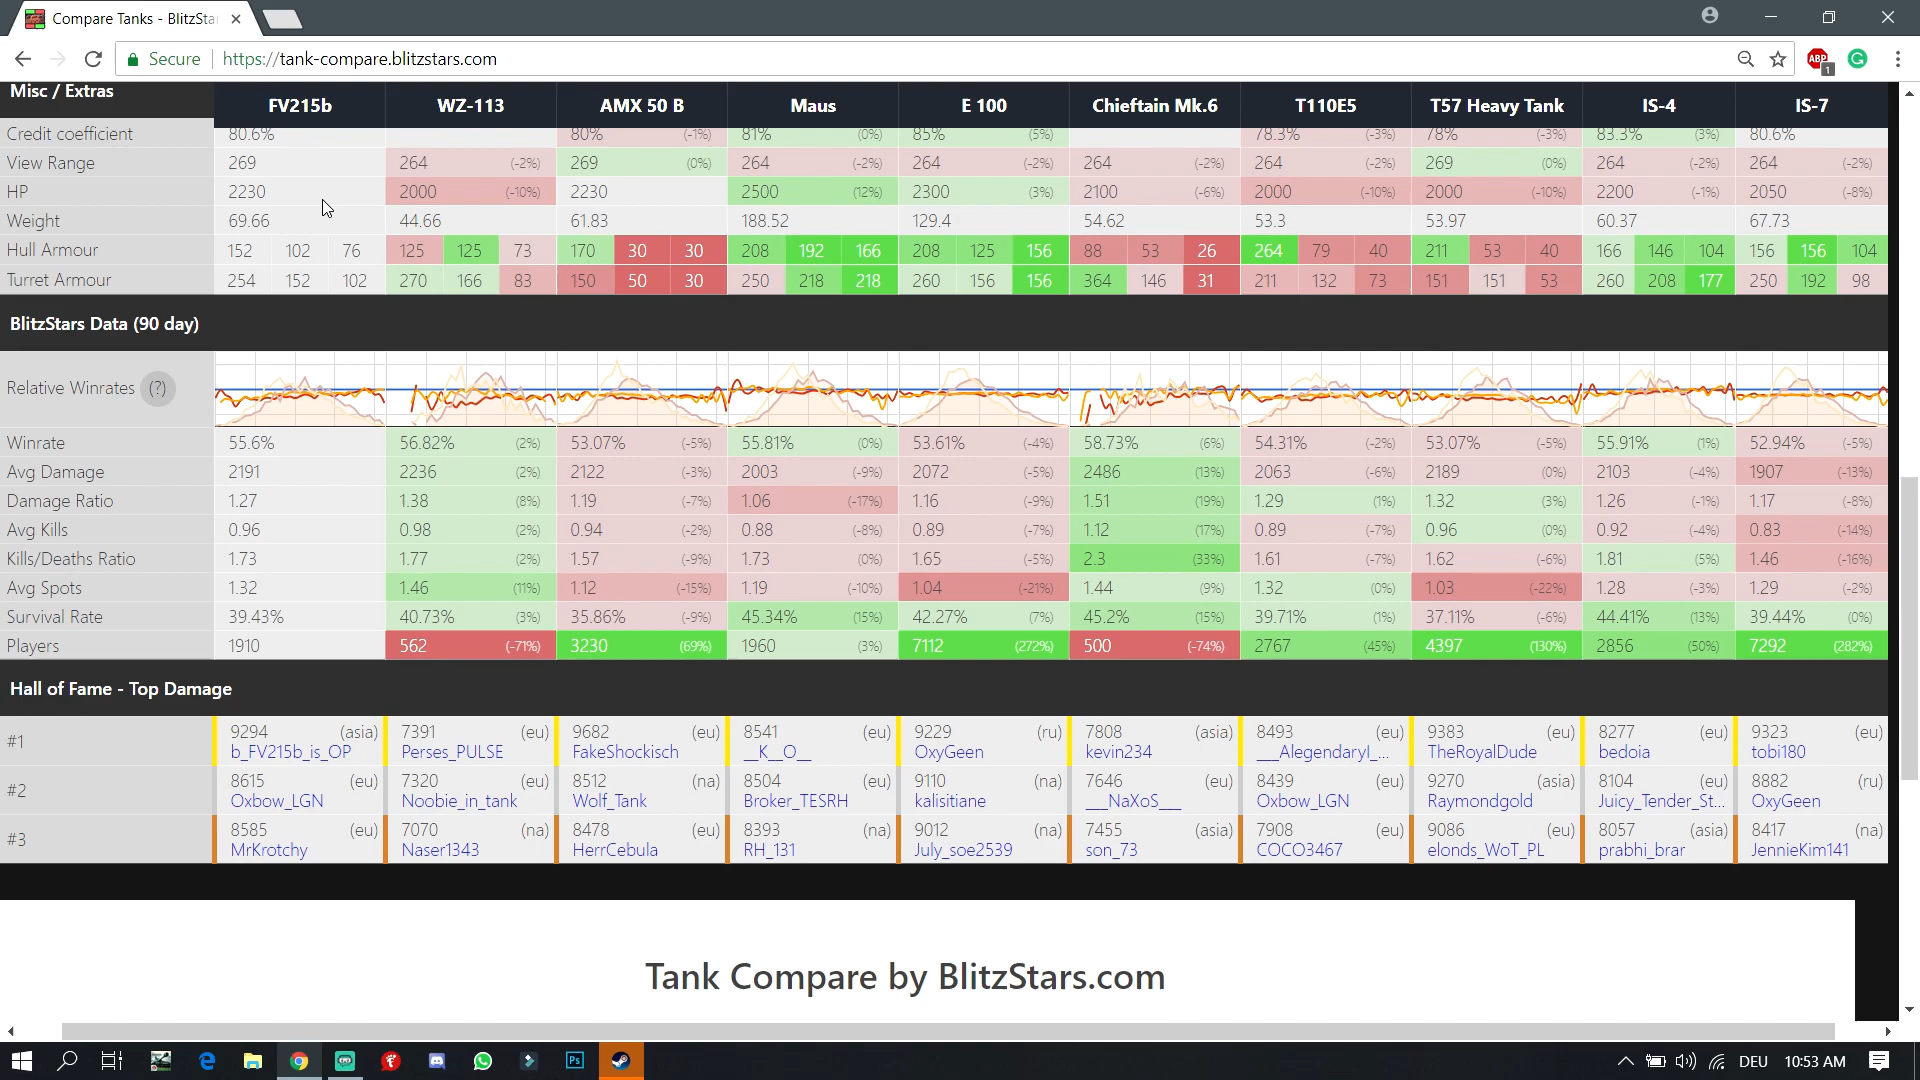 Compare Tanks - BlitzStar
Secure https://tank-compare.blitzstars.com
ABP 1
Misc / Extras FV215b WZ-113 AMX 50 B Maus E 100 Chieftain Mk.6 T110E5 T57 Heavy Tank IS-4 IS-7
Credit coefficient 80.6% 80% (-1%) 81% (0%) 85% (5%) 78.3% (-3%) 78% (-3%) 83.3% (3%) 80.6%
View Range 269 264 (-2%) 269 (0%) 264 (-2%) 264 (-2%) 264 (-2%) 264 (-2%) 269 (0%) 264 (-2%) 264 (-2%)
HP 2230 2000 (-10%) 2230 2500 (12%) 2300 (3%) 2100 (-6%) 2000 (-10%) 2000 (-10%) 2200 (-1%) 2050 (-8%)
Weight 69.66 44.66 61.83 188.52 129.4 54.62 53.3 53.97 60.37 67.73
Hull Armour 152 102 76 125 125 73 170 30 30 208 192 166 208 125 156 88 53 26 264 79 40 211 53 40 166 146 104 156 156 104
Turret Armour 254 152 102 270 166 83 150 50 30 250 218 218 260 156 156 364 146 31 211 132 73 151 151 53 260 208 177 250 192 98
BlitzStars Data (90 day)
Relative Winrates (?)
Winrate 55.6% 56.82% (2%) 53.07% (-5%) 55.81% (0%) 53.61% (-4%) 58.73% (6%) 54.31% (-2%) 53.07% (-5%) 55.91% (1%) 52.94% (-5%)
Avg Damage 2191 2236 (2%) 2122 (-3%) 2003 (-9%) 2072 (-5%) 2486 (13%) 2063 (-6%) 2189 (0%) 2103 (-4%) 1907 (-13%)
Damage Ratio 1.27 1.38 (8%) 1.19 (-7%) 1.06 (-17%) 1.16 (-9%) 1.51 (19%) 1.29 (1%) 1.32 (3%) 1.26 (-1%) 1.17 (-8%)
Avg Kills 0.96 0.98 (2%) 0.94 (-2%) 0.88 (-8%) 0.89 (-7%) 1.12 (17%) 0.89 (-7%) 0.96 (0%) 0.92 (-4%) 0.83 (-14%)
Kills/Deaths Ratio 1.73 1.77 (2%) 1.57 (-9%) 1.73 (0%) 1.65 (-5%) 2.3 (33%) 1.61 (-7%) 1.62 (-6%) 1.81 (5%) 1.46 (-16%)
Avg Spots 1.32 1.46 (11%) 1.12 (-15%) 1.19 (-10%) 1.04 (-21%) 1.44 (9%) 1.32 (0%) 1.03 (-22%) 1.28 (-3%) 1.29 (-2%)
Survival Rate 39.43% 40.73% (3%) 35.86% (-9%) 45.34% (15%) 42.27% (7%) 45.2% (15%) 39.71% (1%) 37.11% (-6%) 44.41% (13%) 39.44% (0%)
Players 1910 562 (-71%) 3230 (69%) 1960 (3%) 7112 (272%) 500 (-74%) 2767 (45%) 4397 (130%) 2856 (50%) 7292 (282%)
Hall of Fame - Top Damage
#1 9294 (asia) 7391 (eu) 9682 (eu) 8541 (eu) 9229 (ru) 7808 (asia) 8493 (eu) 9383 (eu) 8277 (eu) 9323 (eu)
b_FV215b_is_OP Perses_PULSE FakeShockisch __K__O__ OxyGeen kevin234 ___Alegendaryl_... TheRoyalDude bedoia tobi180
#2 8615 (eu) 7320 (eu) 8512 (na) 8504 (eu) 9110 (na) 7646 (eu) 8439 (eu) 9270 (asia) 8104 (eu) 8882 (ru)
Oxbow_LGN Noobie_in_tank Wolf_Tank Broker_TESRH kalisitiane ___NaXoS___ Oxbow_LGN Raymondgold Juicy_Tender_St... OxyGeen
#3 8585 (eu) 7070 (na) 8478 (eu) 8393 (na) 9012 (na) 7455 (asia) 7908 (eu) 9086 (eu) 8057 (asia) 8417 (na)
MrKrotchy Naser1343 HerrCebula RH_131 July_soe2539 son_73 COCO3467 elonds_WoT_PL prabhi_brar JennieKim141
Tank Compare by BlitzStars.com
Ps DEU 10:53 AM